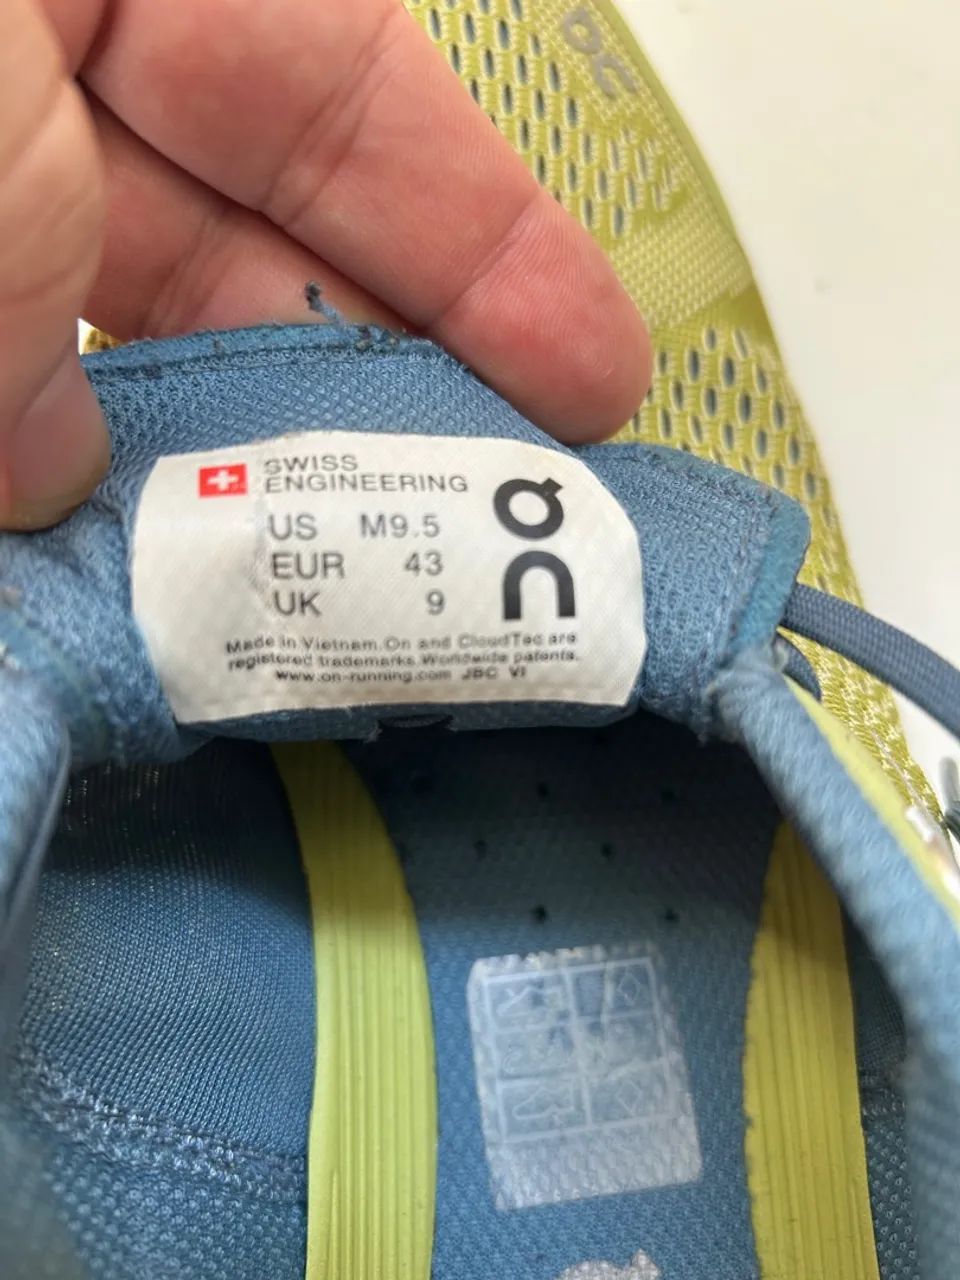 SWISS
ENGINEERING
US M9.5
EUR 43
UK 9
on
Made in Vietnam. On and CloudTec are
registered trademarks. Worldwide patents.
www.on-running.com JBC VI
on